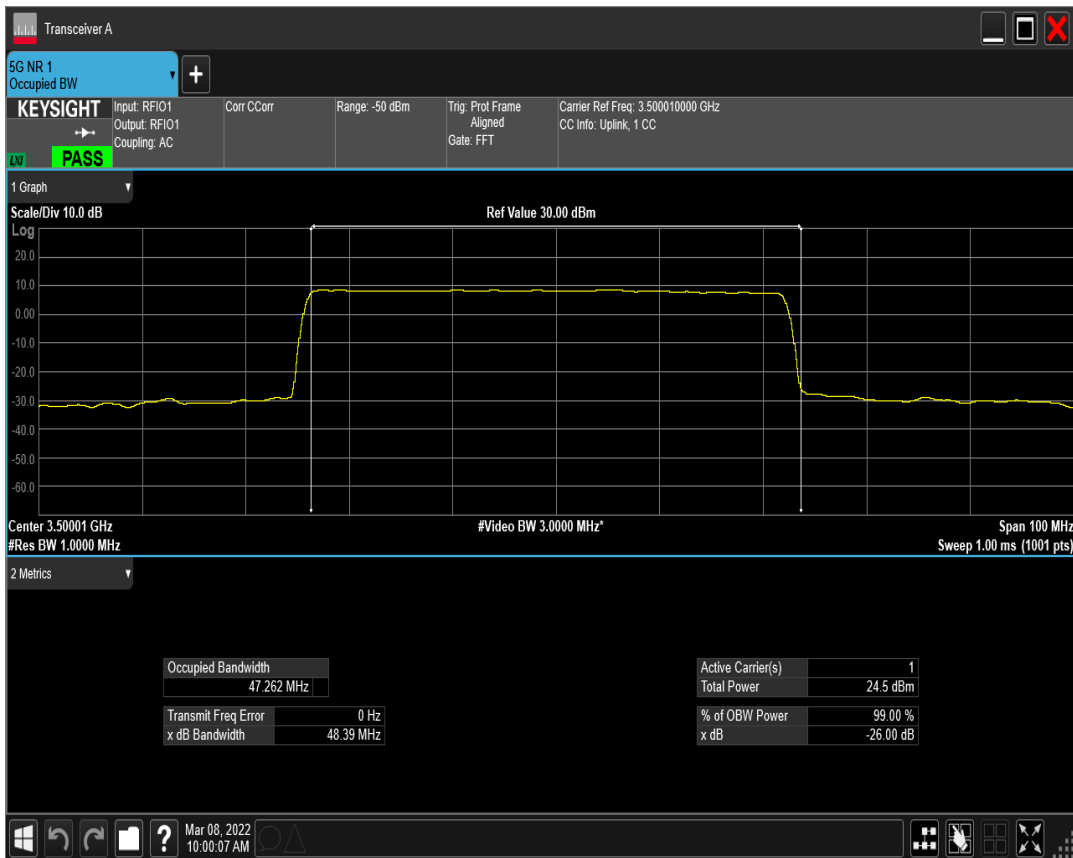 Transceiver A
5G NR 1
Occupied BW
+
KEYSIGHT
LXI
PASS
Input: RFIO1
Output: RFIO1
Coupling: AC
Corr CCorr
Range: -50 dBm
Trig: Prot Frame
Aligned
Gate: FFT
Carrier Ref Freq: 3.500010000 GHz
CC Info: Uplink, 1 CC
1 Graph
Scale/Div 10.0 dB
Ref Value 30.00 dBm
Log
20.0
10.0
0.00
-10.0
-20.0
-30.0
-40.0
-50.0
-60.0
Center 3.50001 GHz
#Video BW 3.0000 MHz*
Span 100 MHz
#Res BW 1.0000 MHz
Sweep 1.00 ms (1001 pts)
2 Metrics
Occupied Bandwidth
47.262 MHz
Transmit Freq Error 0 Hz
x dB Bandwidth 48.39 MHz
Active Carrier(s) 1
Total Power 24.5 dBm
% of OBW Power 99.00 %
x dB -26.00 dB
?
Mar 08, 2022
10:00:07 AM